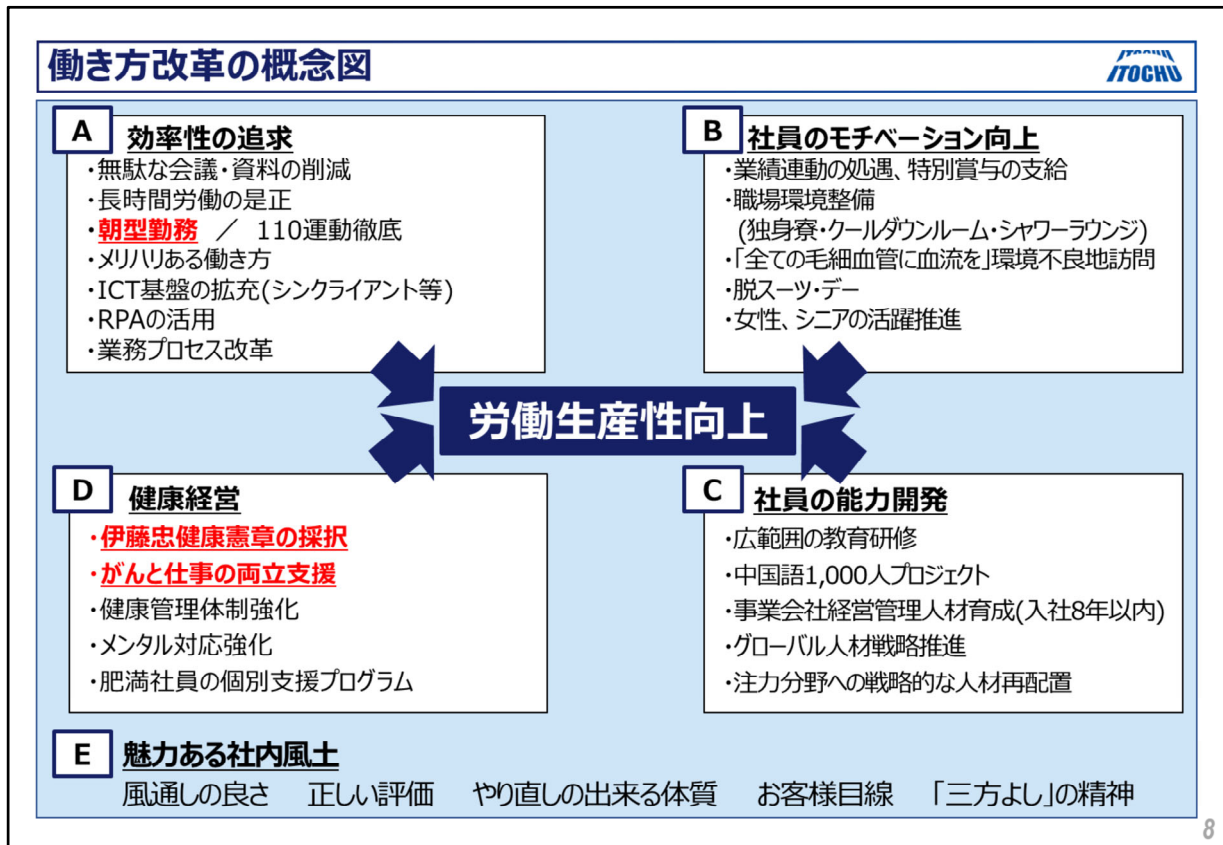 働き方改革の概念図
ITOCHU
ITOCHU
A 効率性の追求
・無駄な会議・資料の削減
・長時間労働の是正
・朝型勤務 ／ 110運動徹底
・メリハリある働き方
・ICT基盤の拡充(シンクライアント等)
・RPAの活用
・業務プロセス改革
B 社員のモチベーション向上
・業績連動の処遇、特別賞与の支給
・職場環境整備
(独身寮・クールダウンルーム・シャワーラウンジ)
・「全ての毛細血管に血流を」環境不良地訪問
・脱スーツ・デー
・女性、シニアの活躍推進
労働生産性向上
D 健康経営
・伊藤忠健康憲章の採択
・がんと仕事の両立支援
・健康管理体制強化
・メンタル対応強化
・肥満社員の個別支援プログラム
C 社員の能力開発
・広範囲の教育研修
・中国語1,000人プロジェクト
・事業会社経営管理人材育成(入社8年以内)
・グローバル人材戦略推進
・注力分野への戦略的な人材再配置
E 魅力ある社内風土
風通しの良さ 正しい評価 やり直しの出来る体質 お客様目線 「三方よし」の精神
8